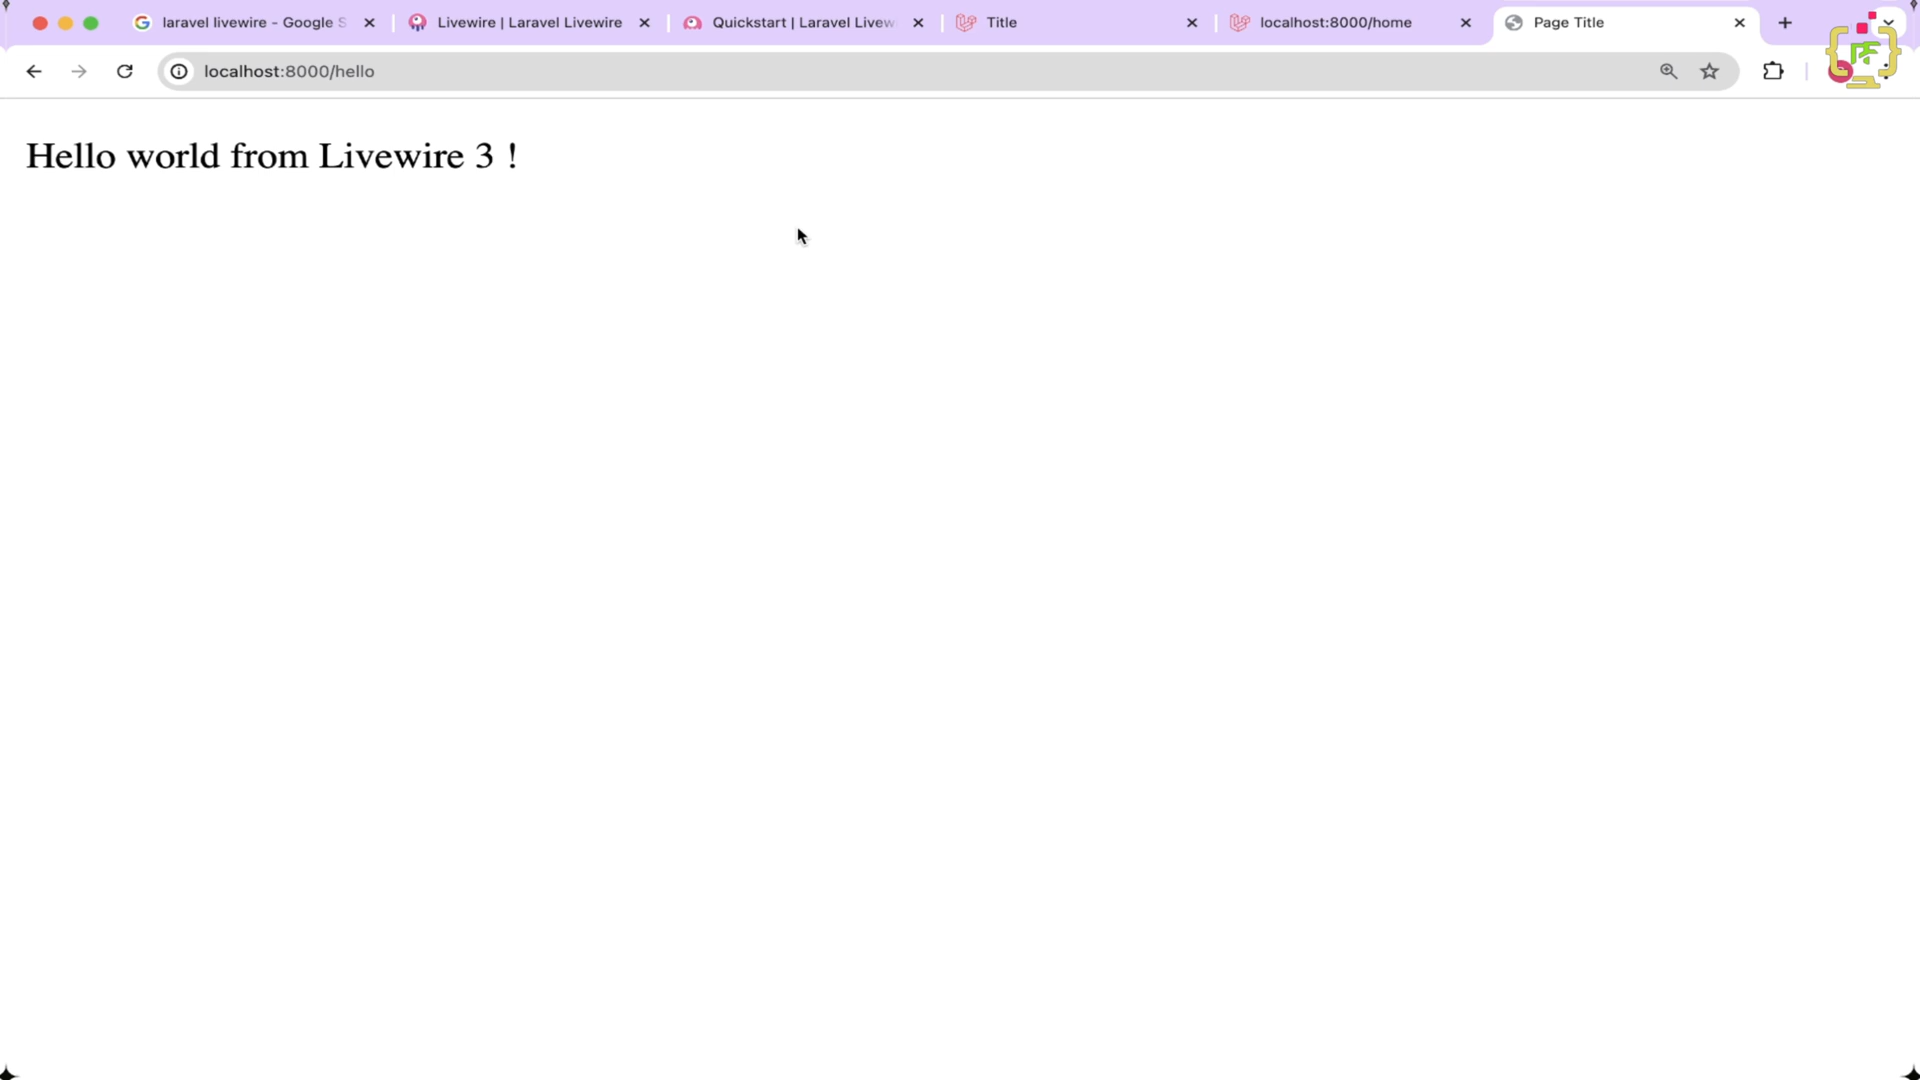 laravel livewire - Google S
Livewire | Laravel Livewire
Quickstart | Laravel Livew
Title
localhost:8000/home
Page Title
localhost:8000/hello
Hello world from Livewire 3 !